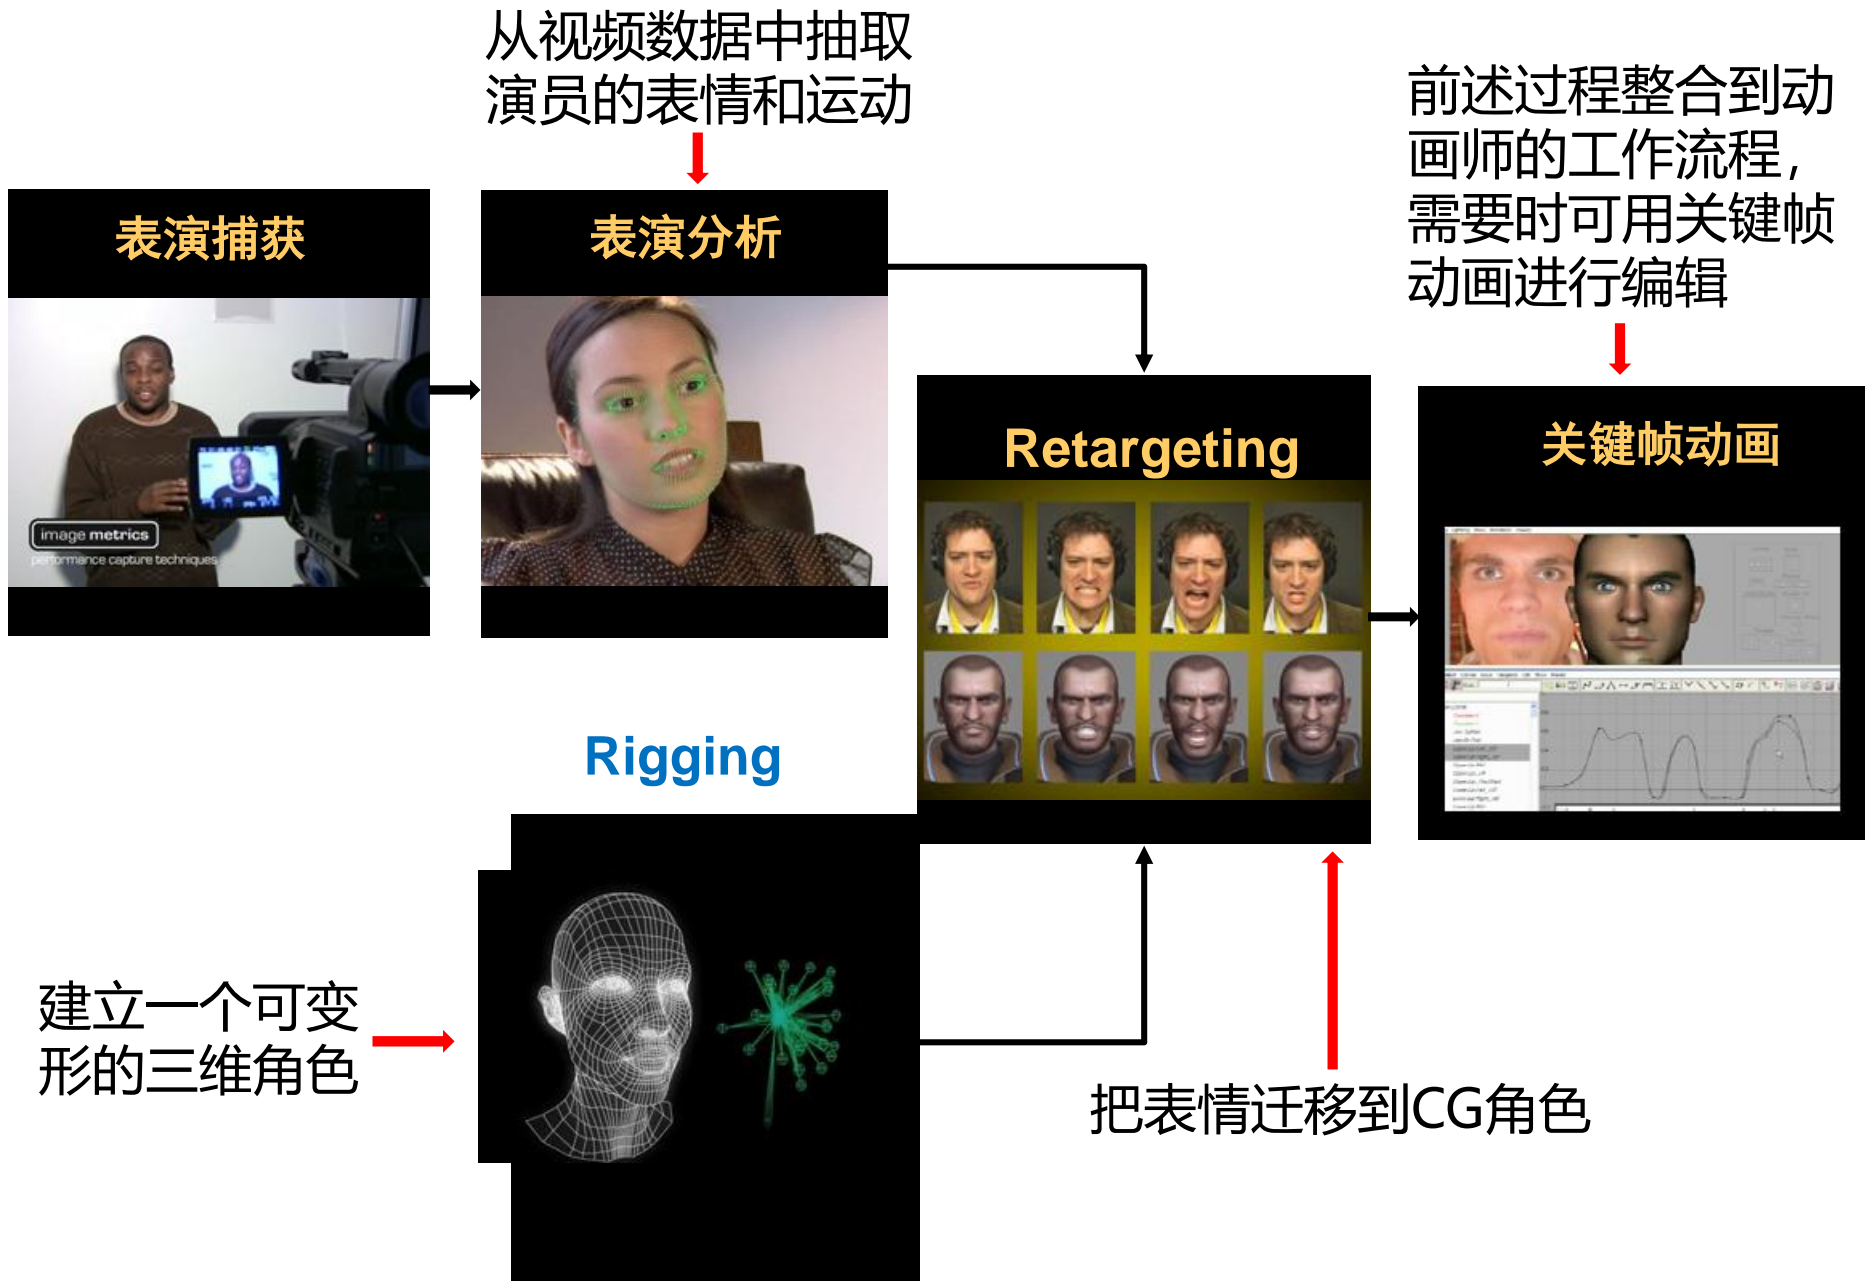 从视频数据中抽取
演员的表情和运动
前述过程整合到动
画师的工作流程，
需要时可用关键帧
动画进行编辑
表演捕获
表演分析
image metrics
performance capture techniques
Retargeting
关键帧动画
Rigging
建立一个可变
形的三维角色
把表情迁移到CG角色